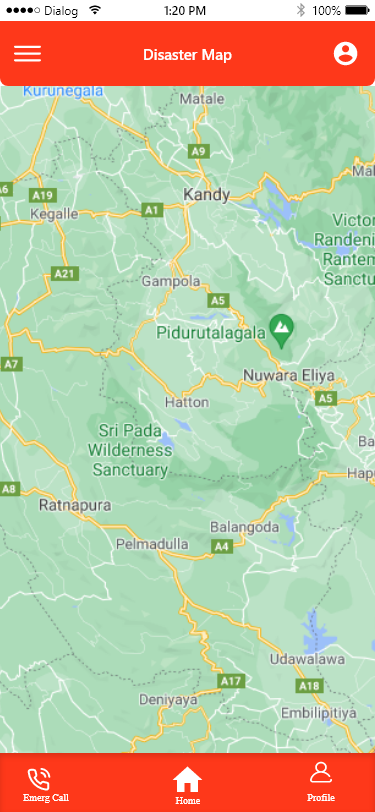 Dialog 1:20 PM 100%
Disaster Map
Kurunegala
Matale
A9
Kandy
A6
A19
Kegalle
A1
Victor
Randeni
Rantem
Sanctu
A21
Gampola
A5
Pidurutalagala
A7
Nuwara Eliya
Hatton
A5
Sri Pada
Wilderness
Sanctuary
Ba
Hap
A8
Ratnapura
Balangoda
Pelmadulla
A4
Udawalawa
A17
A18
Deniyaya
Embilipitiya
Emerg Call
Home
Profile